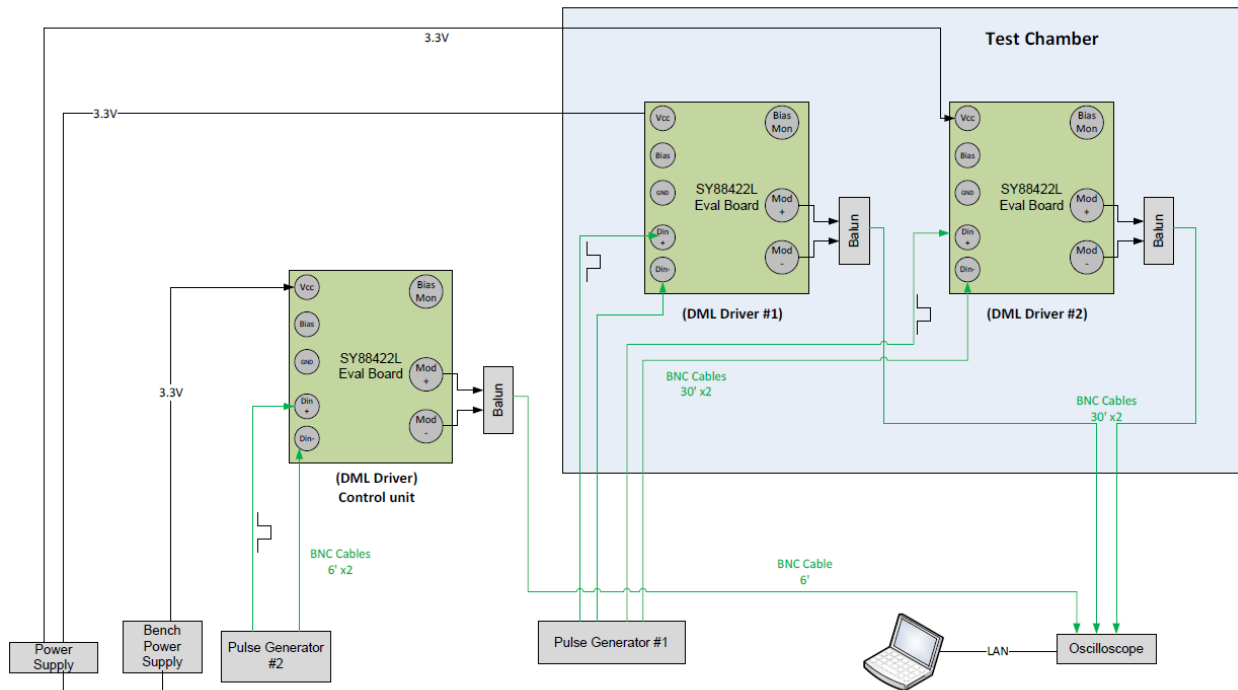 Test Chamber
3.3V
3.3V
Vcc
Bias
Mon
Bias
GND
SY88422L
Eval Board
Mod
+
Mod
-
Din
+
Din-
Balun
(DML Driver #1)
Vcc
Bias
Mon
Bias
GND
SY88422L
Eval Board
Mod
+
Mod
-
Din
+
Din-
Balun
(DML Driver #2)
Vcc
Bias
Mon
Bias
GND
SY88422L
Eval Board
Mod
+
Mod
-
Din
+
Din-
Balun
(DML Driver)
Control unit
3.3V
BNC Cables
30' x2
BNC Cables
30' x2
BNC Cables
6' x2
BNC Cable
6'
Power
Supply
Bench
Power
Supply
Pulse Generator
#2
Pulse Generator #1
LAN
Oscilloscope